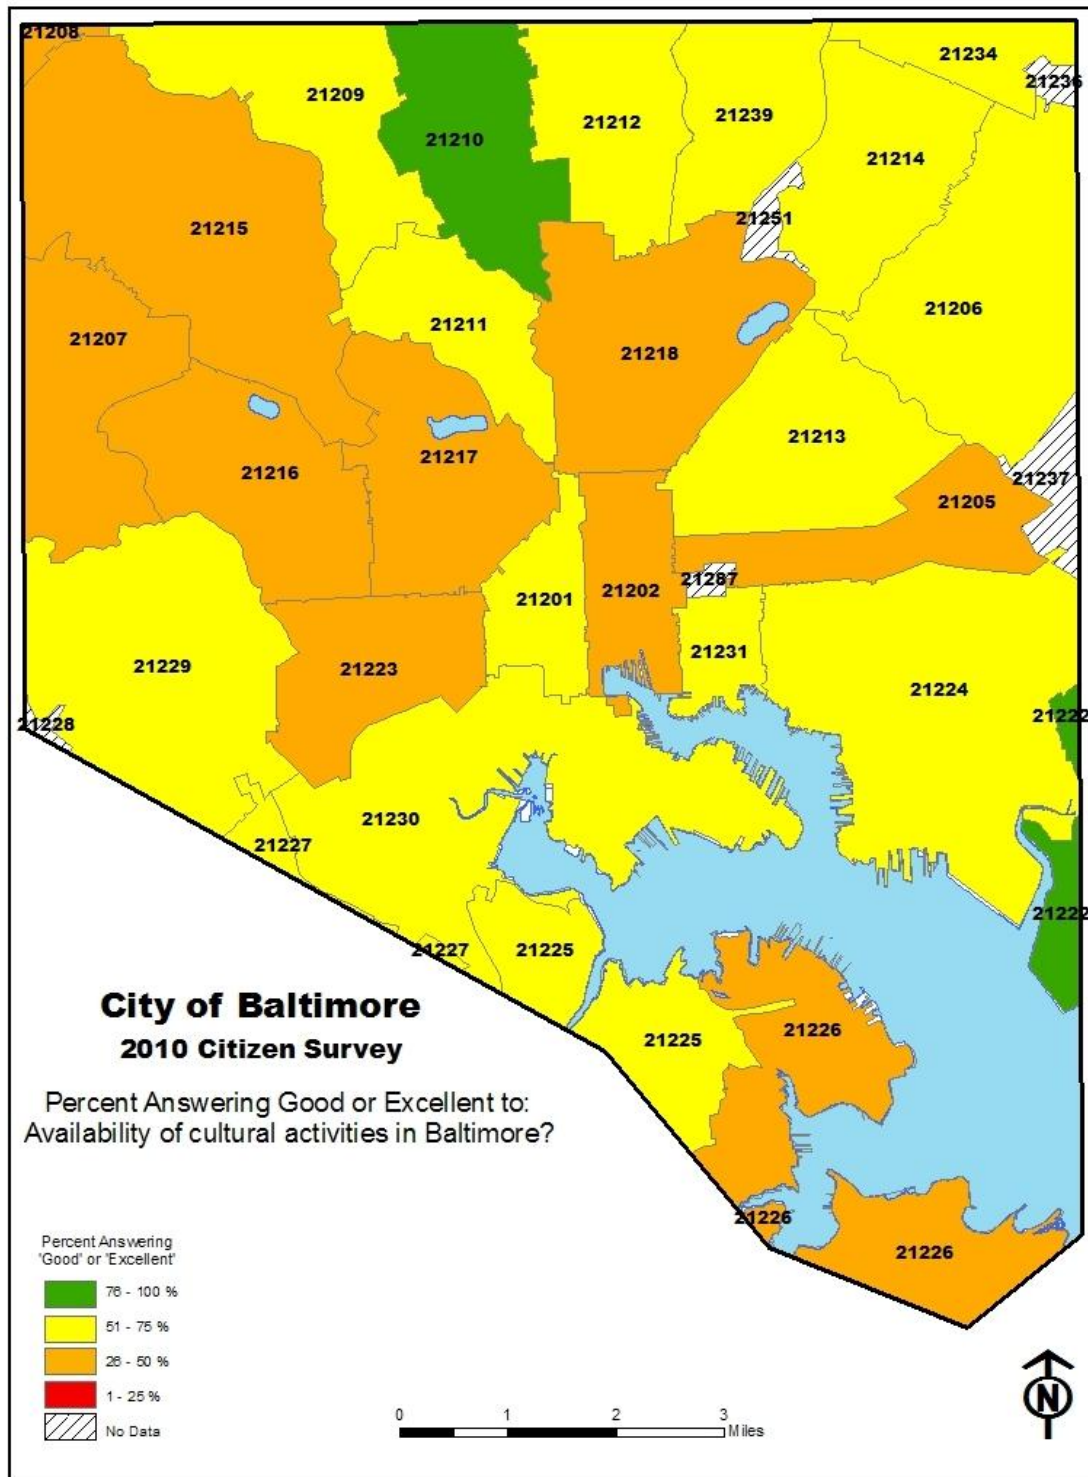 21208
21234
21236
21209
21210
21212
21239
21214
21251
21215
21206
21207
21211
21218
21213
21217
21216
21237
21205
21287
21202
21201
21231
21229
21223
21224
21228
21222
21230
21227
21222
21227
21225
City of Baltimore
2010 Citizen Survey
21226
21225
Percent Answering Good or Excellent to:
Availability of cultural activities in Baltimore?
21226
21226
Percent Answering
'Good' or 'Excellent'
76 - 100 %
51 - 75 %
26 - 50 %
1 - 25 %
No Data
0 1 2 3
Miles
N